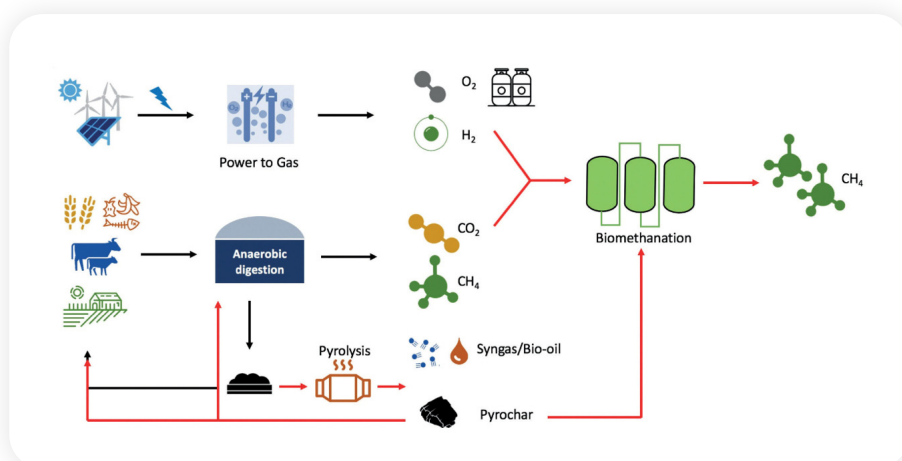 O₂
H₂
Power to Gas
CH₄
Biomethanation
CO₂
Anaerobic
digestion
CH₄
Pyrolysis
Syngas/Bio-oil
Pyrochar